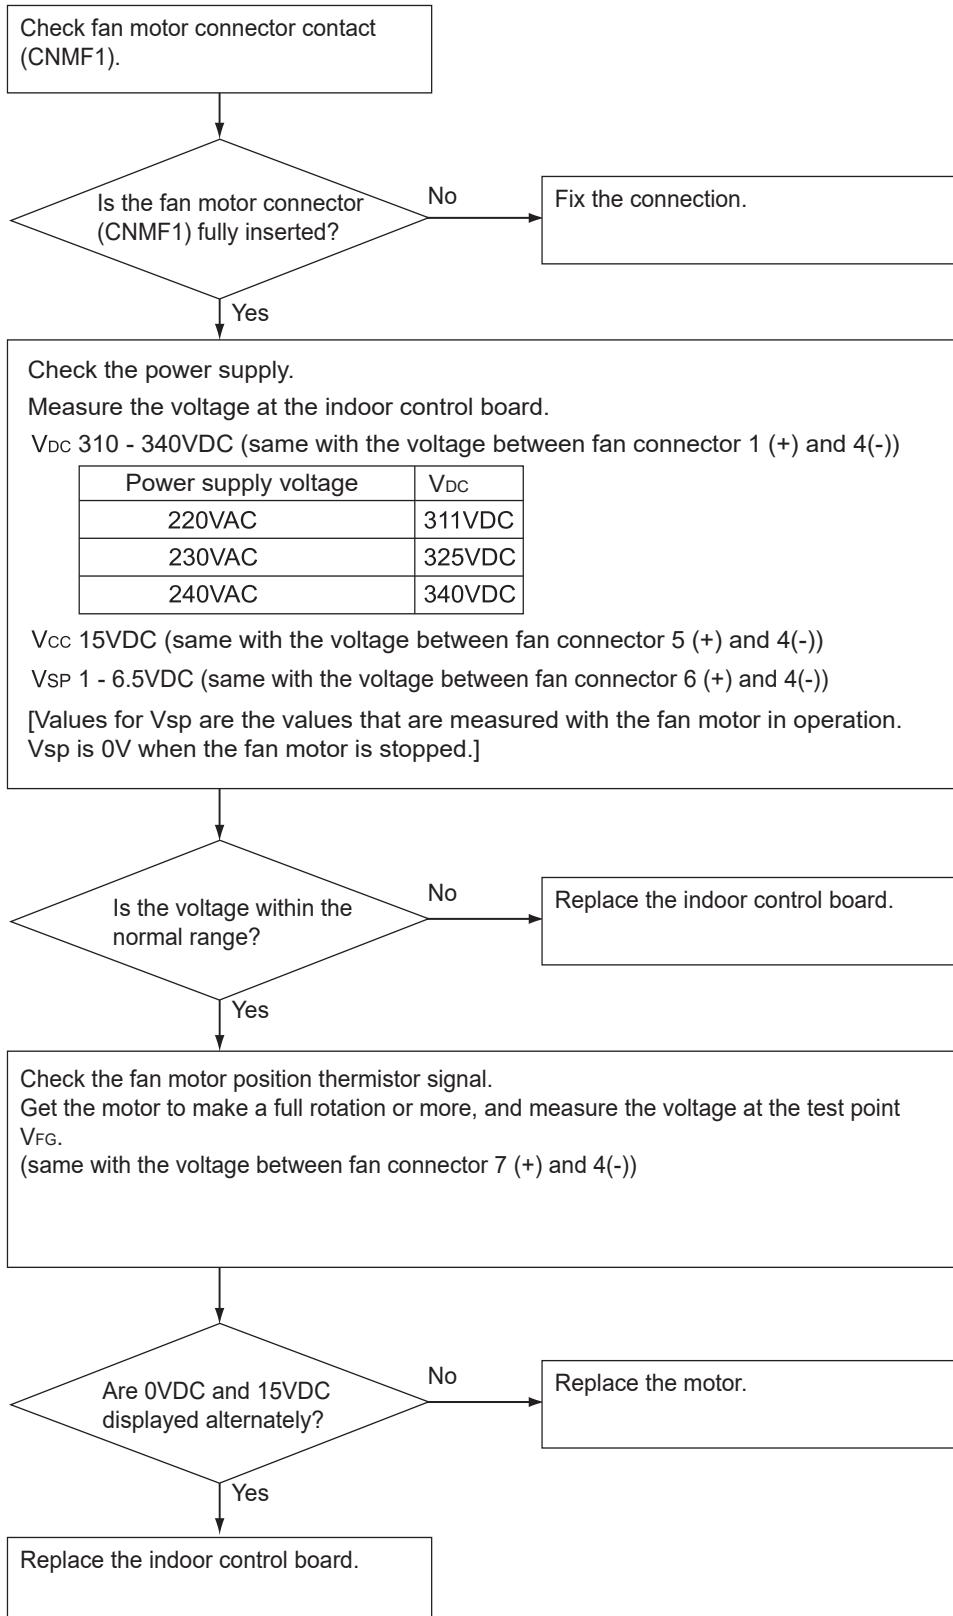 Check fan motor connector contact
(CNMF1).
Is the fan motor connector
(CNMF1) fully inserted?
No
Fix the connection.
Yes
Check the power supply.
Measure the voltage at the indoor control board.
VDC 310 - 340VDC (same with the voltage between fan connector 1 (+) and 4(-))
Power supply voltage VDC
220VAC 311VDC
230VAC 325VDC
240VAC 340VDC
VCC 15VDC (same with the voltage between fan connector 5 (+) and 4(-))
VSP 1 - 6.5VDC (same with the voltage between fan connector 6 (+) and 4(-))
[Values for Vsp are the values that are measured with the fan motor in operation.
Vsp is 0V when the fan motor is stopped.]
Is the voltage within the
normal range?
No
Replace the indoor control board.
Yes
Check the fan motor position thermistor signal.
Get the motor to make a full rotation or more, and measure the voltage at the test point
VFG.
(same with the voltage between fan connector 7 (+) and 4(-))
Are 0VDC and 15VDC
displayed alternately?
No
Replace the motor.
Yes
Replace the indoor control board.